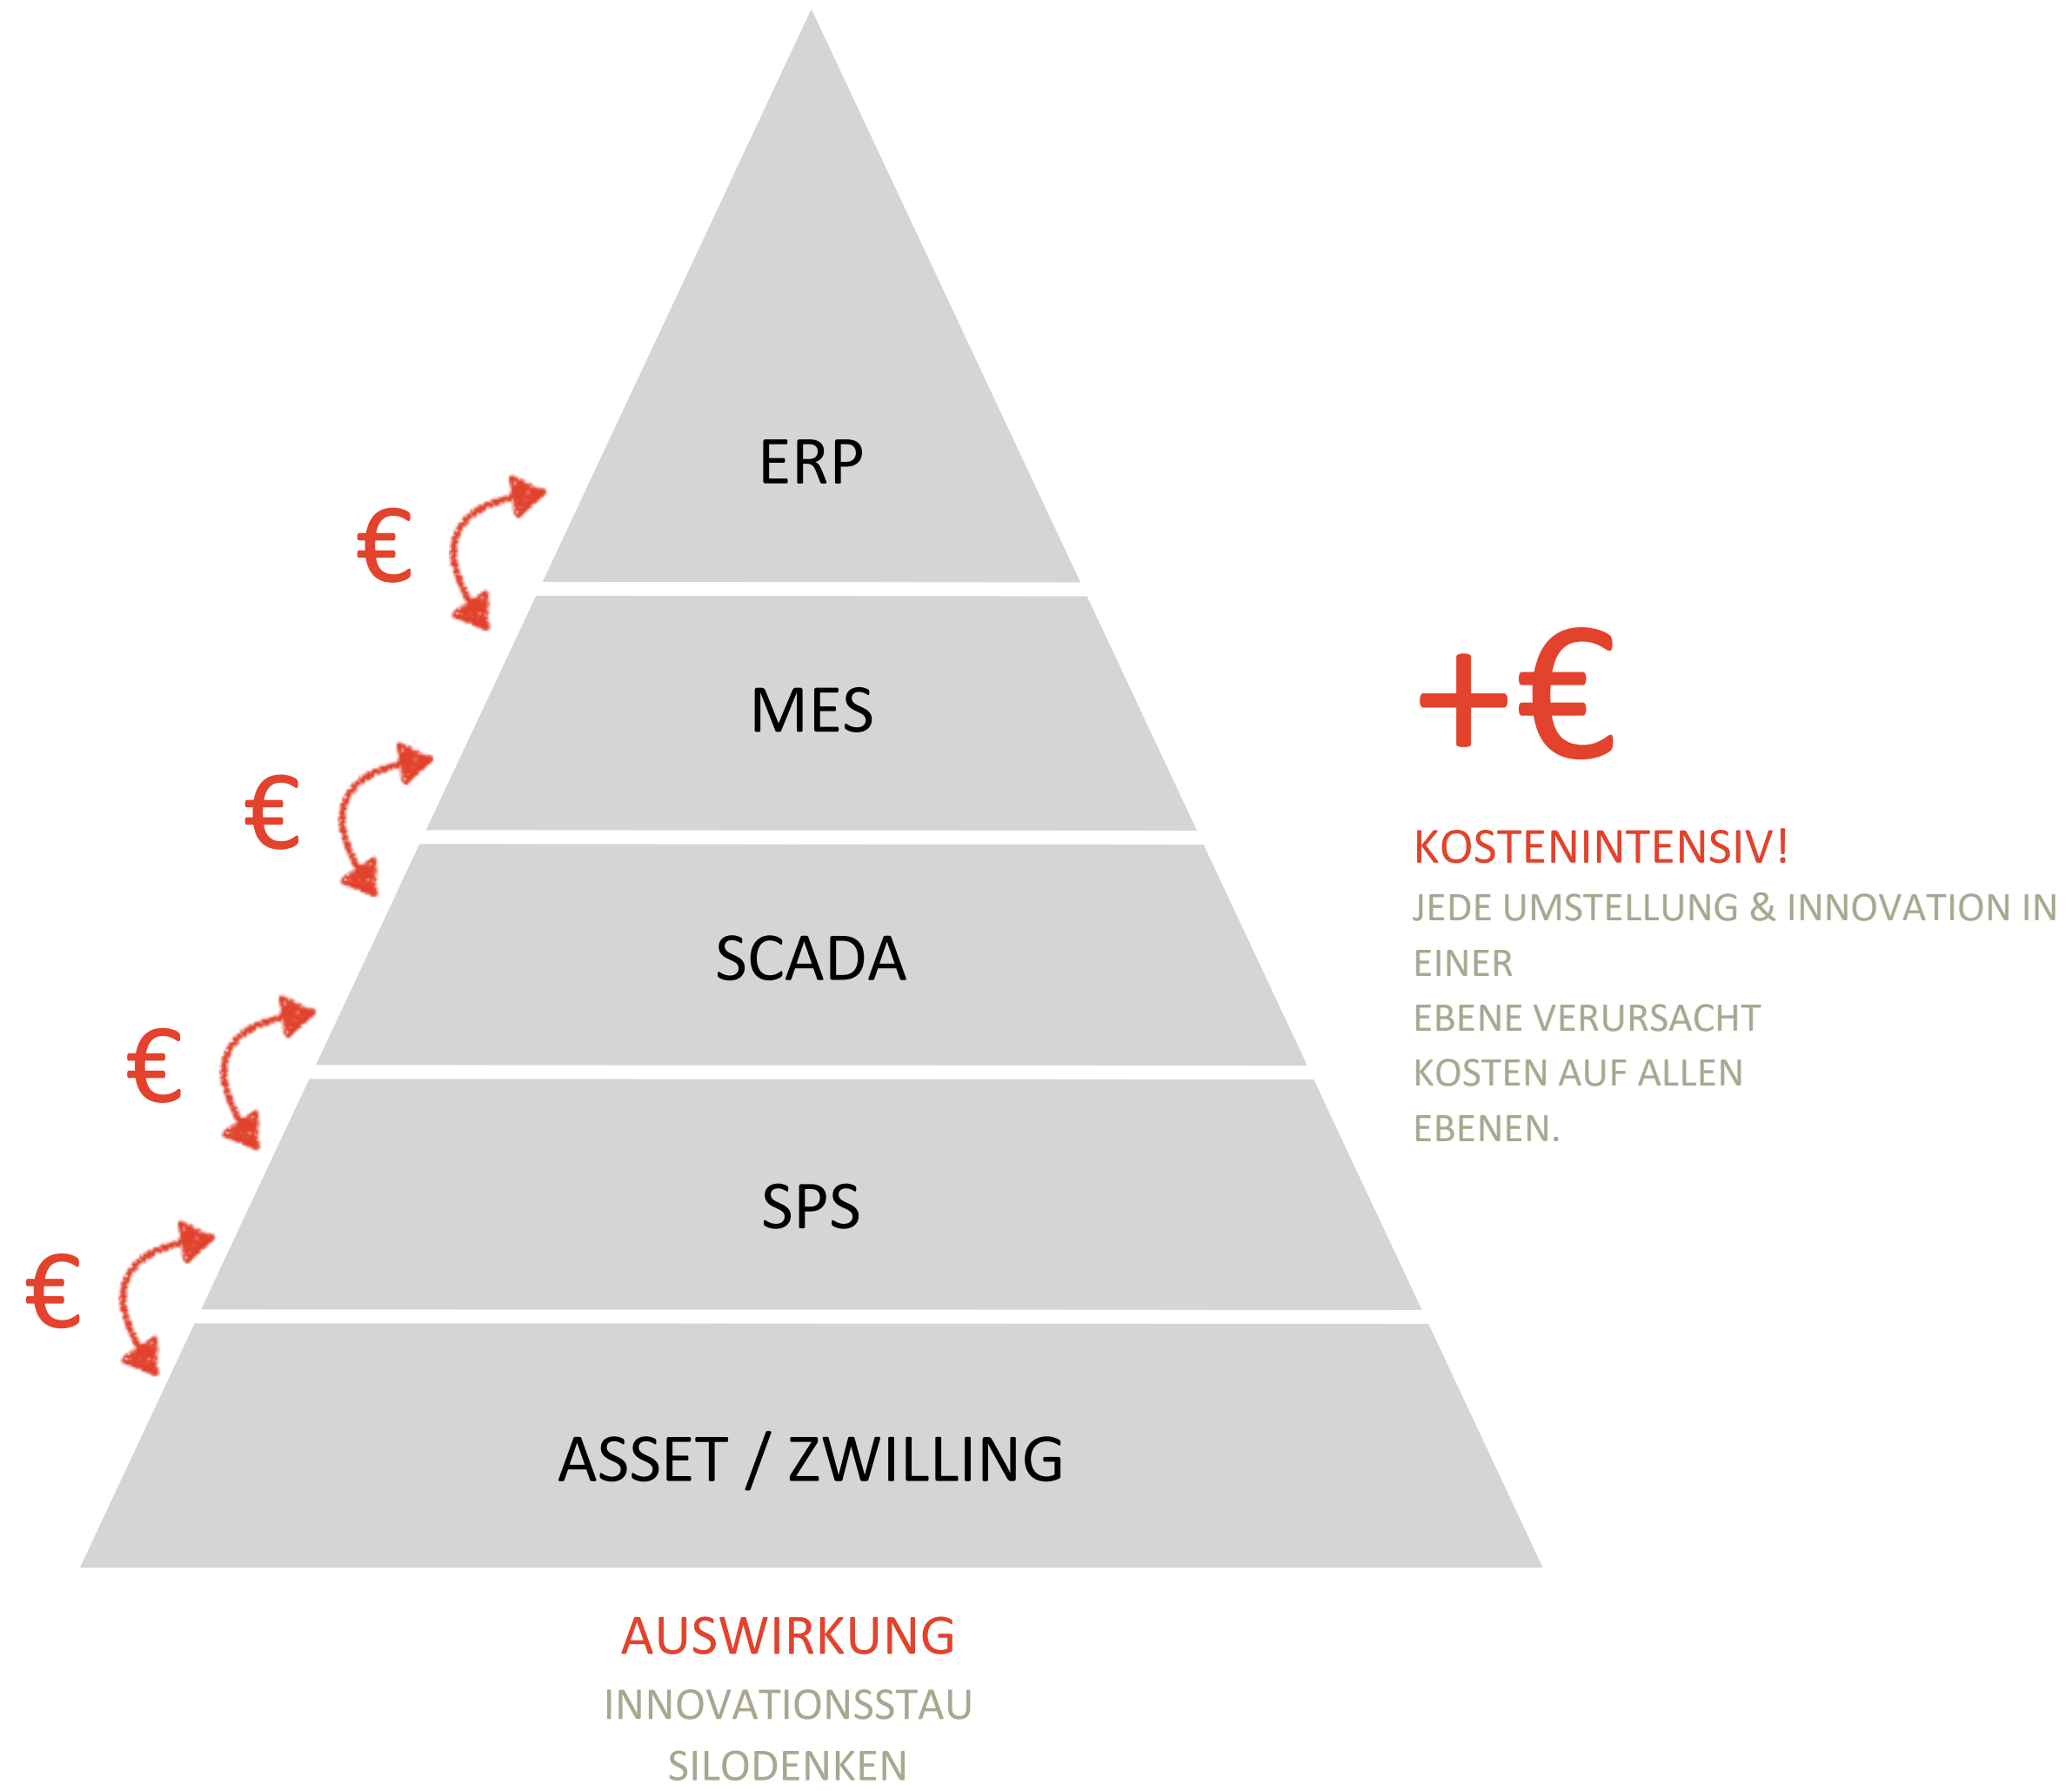 ERP
€
MES
+€
€
KOSTENINTENSIV!
JEDE UMSTELLUNG & INNOVATION IN
EINER
EBENE VERURSACHT
KOSTEN AUF ALLEN
EBENEN.
SCADA
€
SPS
€
ASSET / ZWILLING
AUSWIRKUNG
INNOVATIONSSTAU
SILODENKEN